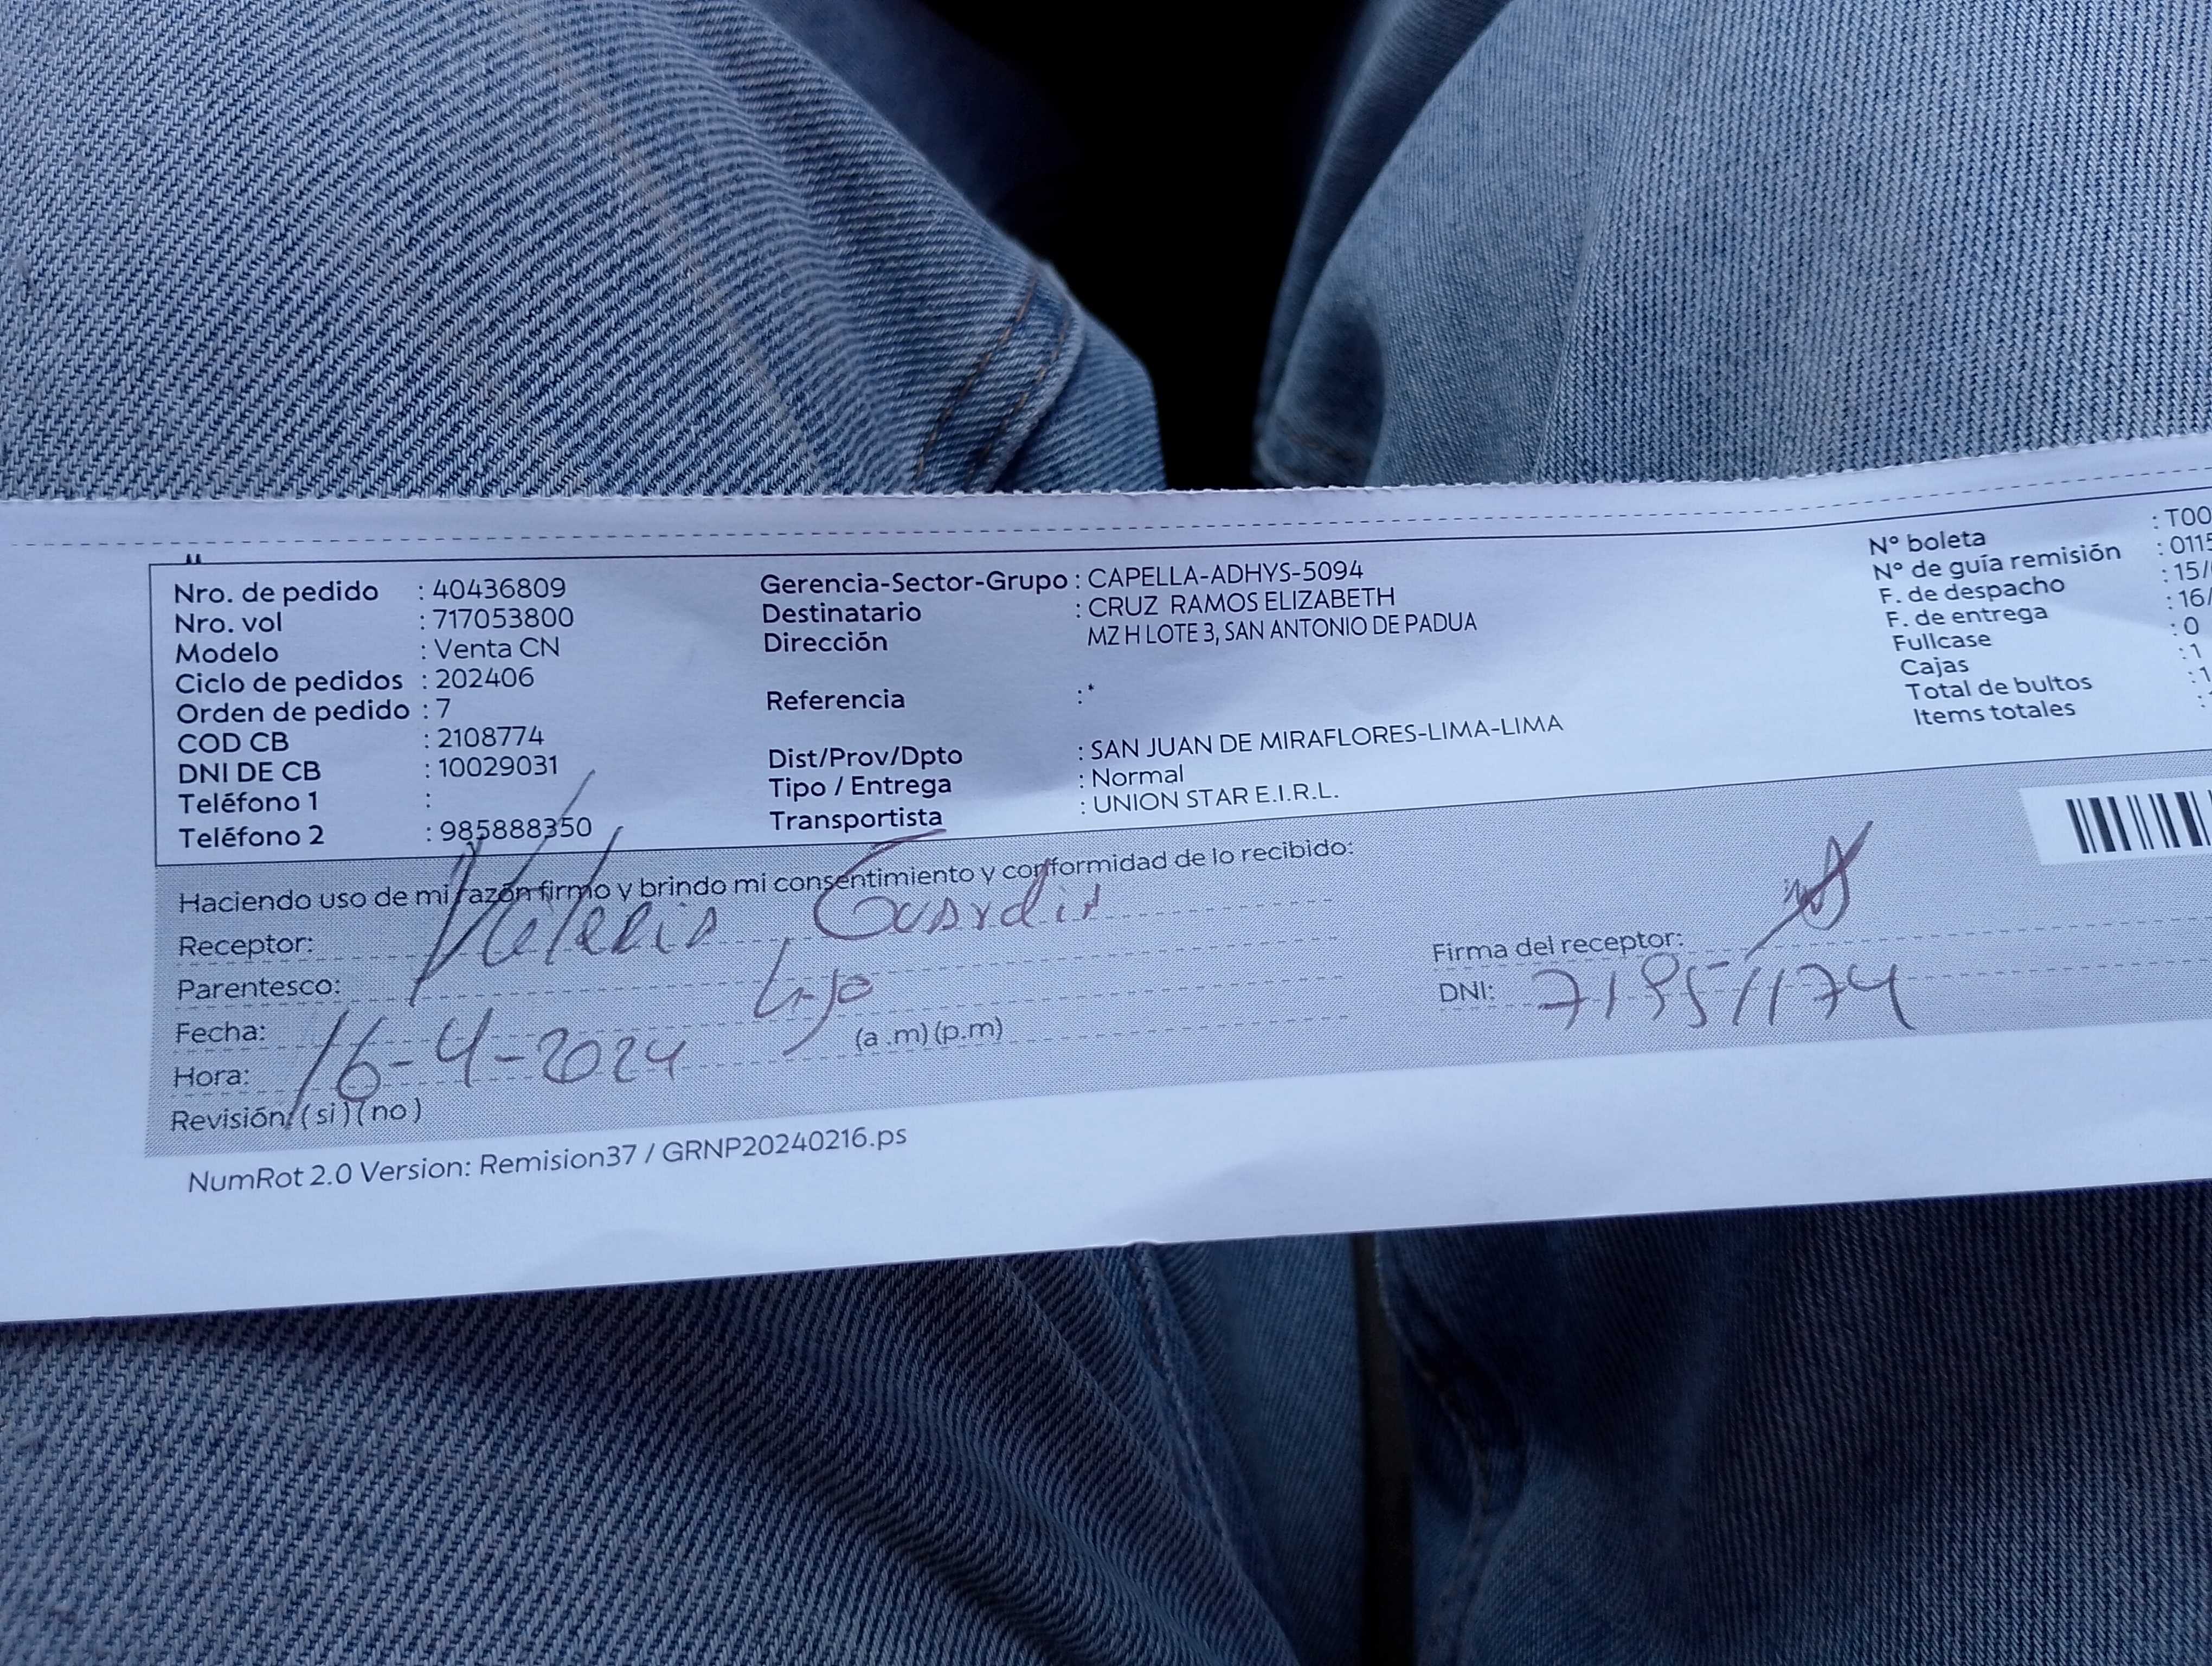 Nro. de pedido : 40436809
Nro. vol : 717053800
Modelo : Venta CN
Ciclo de pedidos : 202406
Orden de pedido : 7
COD CB : 2108774
DNI DE CB : 10029031
Teléfono 1 :
Teléfono 2 : 985888350
Gerencia-Sector-Grupo : CAPELLA-ADHYS-5094
Destinatario : CRUZ RAMOS ELIZABETH
Dirección MZ H LOTE 3, SAN ANTONIO DE PADUA
Referencia : *
Dist/Prov/Dpto : SAN JUAN DE MIRAFLORES-LIMA-LIMA
Tipo / Entrega : Normal
Transportista : UNION STAR E.I.R.L.
N° boleta : T00
N° de guía remisión : 0115
F. de despacho : 15/
F. de entrega : 16/
Fullcase : 0
Cajas : 1
Total de bultos : 1
Items totales :
Haciendo uso de mi razón firmo y brindo mi consentimiento y conformidad de lo recibido:
Receptor: Guardia
Parentesco:
Fecha: 16-4-2024
Hora: (a .m) (p.m)
Revisión: (si) (no)
Firma del receptor:
DNI: 71951174
NumRot 2.0 Version: Remision37 / GRNP20240216.ps